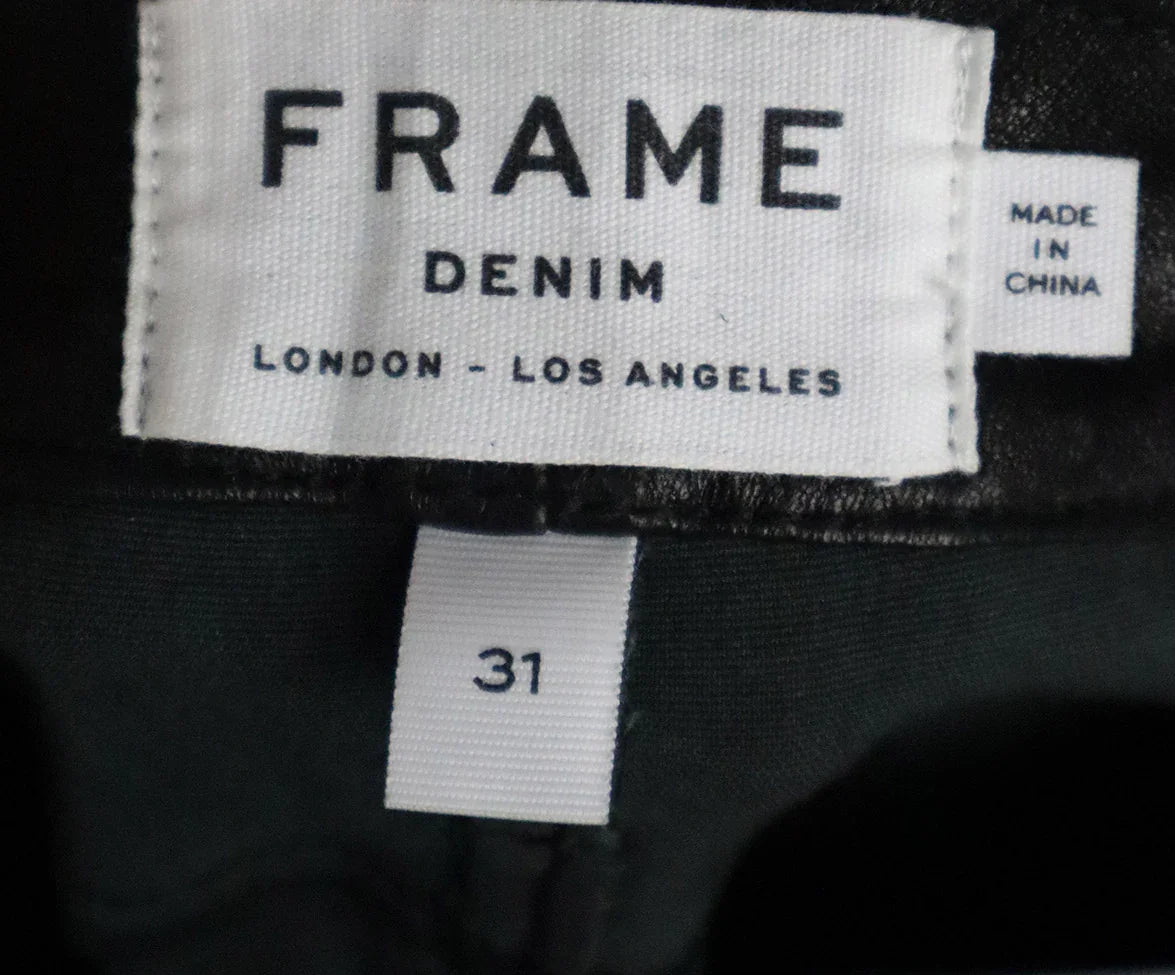 FRAME
DENIM
LONDON - LOS ANGELES
MADE
IN
CHINA
31